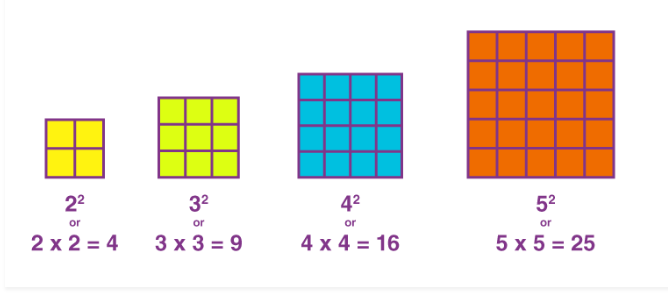 2² 3² 4² 5²
or or or or
2 x 2 = 4 3 x 3 = 9 4 x 4 = 16 5 x 5 = 25